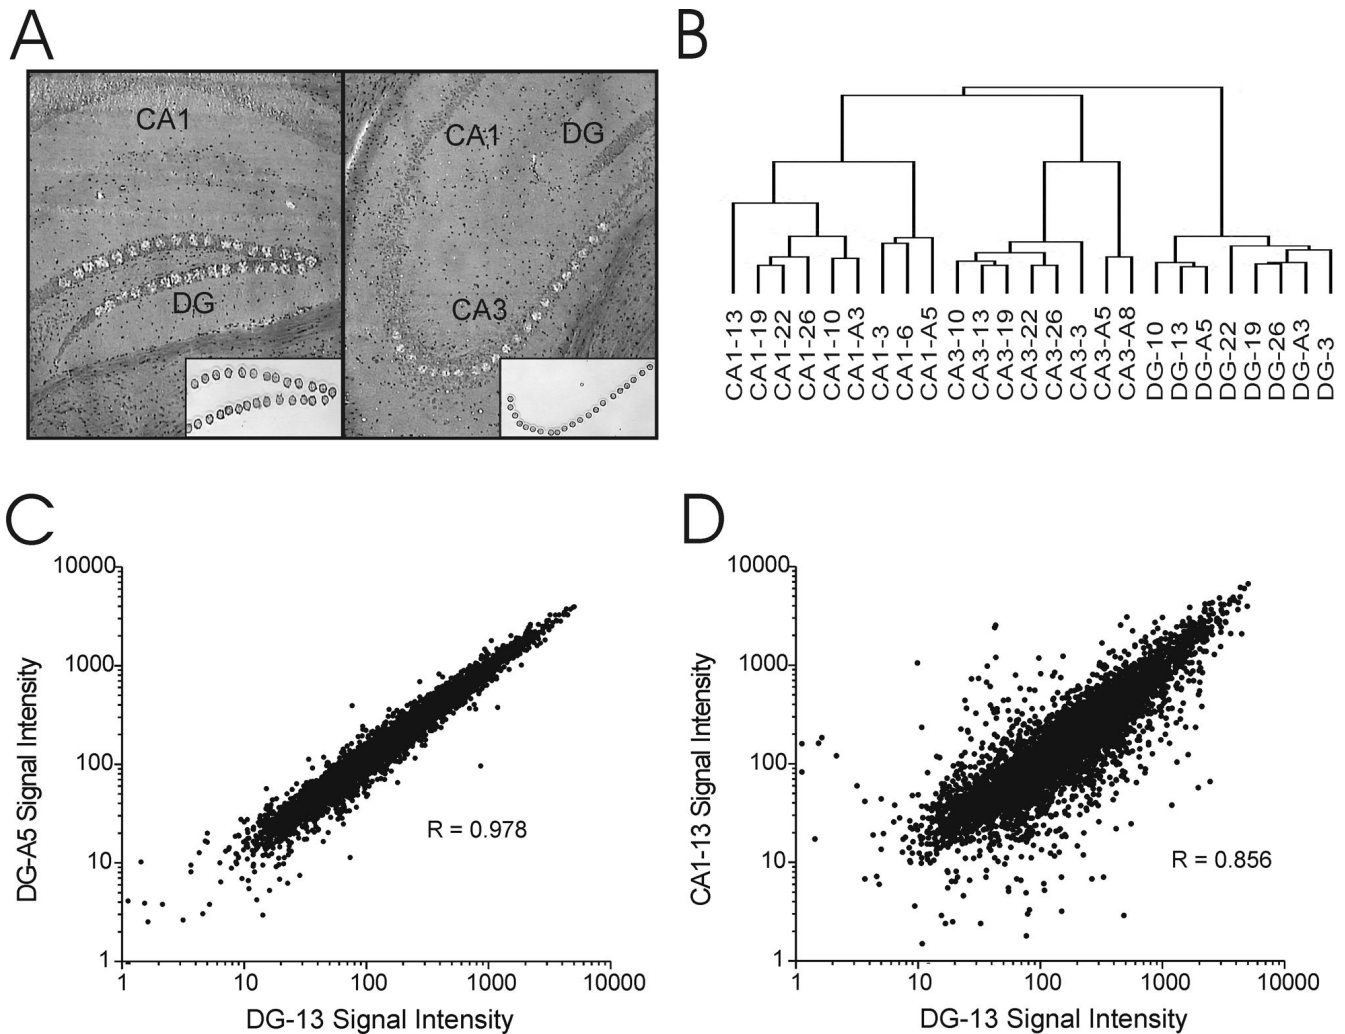 A
CA1
DG
CA1
DG
CA3
B
CA1-13
CA1-19
CA1-22
CA1-26
CA1-10
CA1-A3
CA1-3
CA1-6
CA1-A5
CA3-10
CA3-13
CA3-19
CA3-22
CA3-26
CA3-3
CA3-A5
CA3-A8
DG-10
DG-13
DG-A5
DG-22
DG-19
DG-26
DG-A3
DG-3
C
10000
1000
100
10
1
DG-A5 Signal Intensity
R = 0.978
1 10 100 1000 10000
DG-13 Signal Intensity
D
10000
1000
100
10
1
CA1-13 Signal Intensity
R = 0.856
1 10 100 1000 10000
DG-13 Signal Intensity